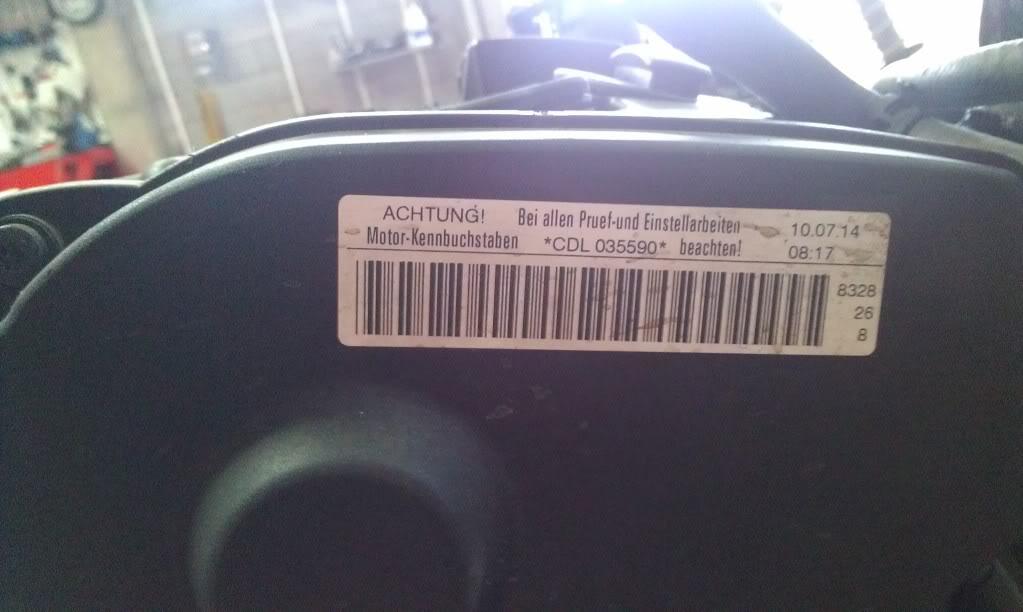 ACHTUNG! Bei allen Pruef-und Einstellarbeiten 10.07.14
Motor-Kennbuchstaben *CDL 035590* beachten! 08:17
8328
26
8